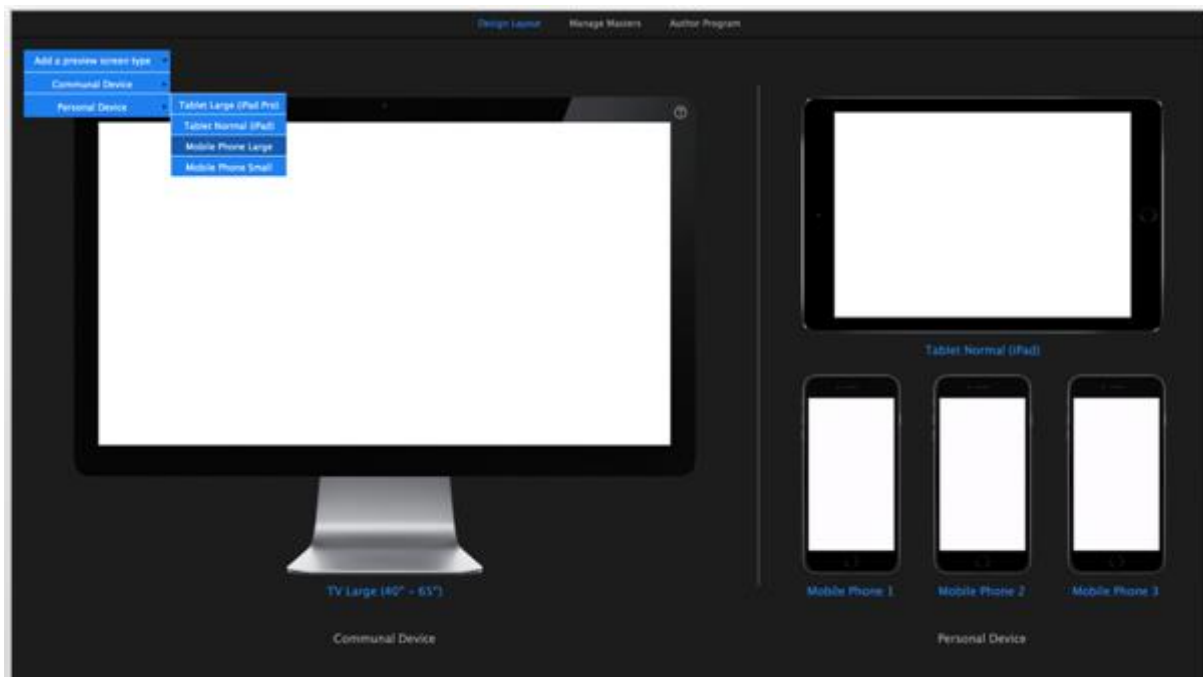 Design Layout Manage Masters Author Program
Add a preview screen type
Communal Device
Personal Device
Tablet Large (iPad Pro)
Tablet Normal (iPad)
Mobile Phone Large
Mobile Phone Small
TV Large (40" - 65")
Communal Device
Tablet Normal (iPad)
Mobile Phone 1 Mobile Phone 2 Mobile Phone 3
Personal Device